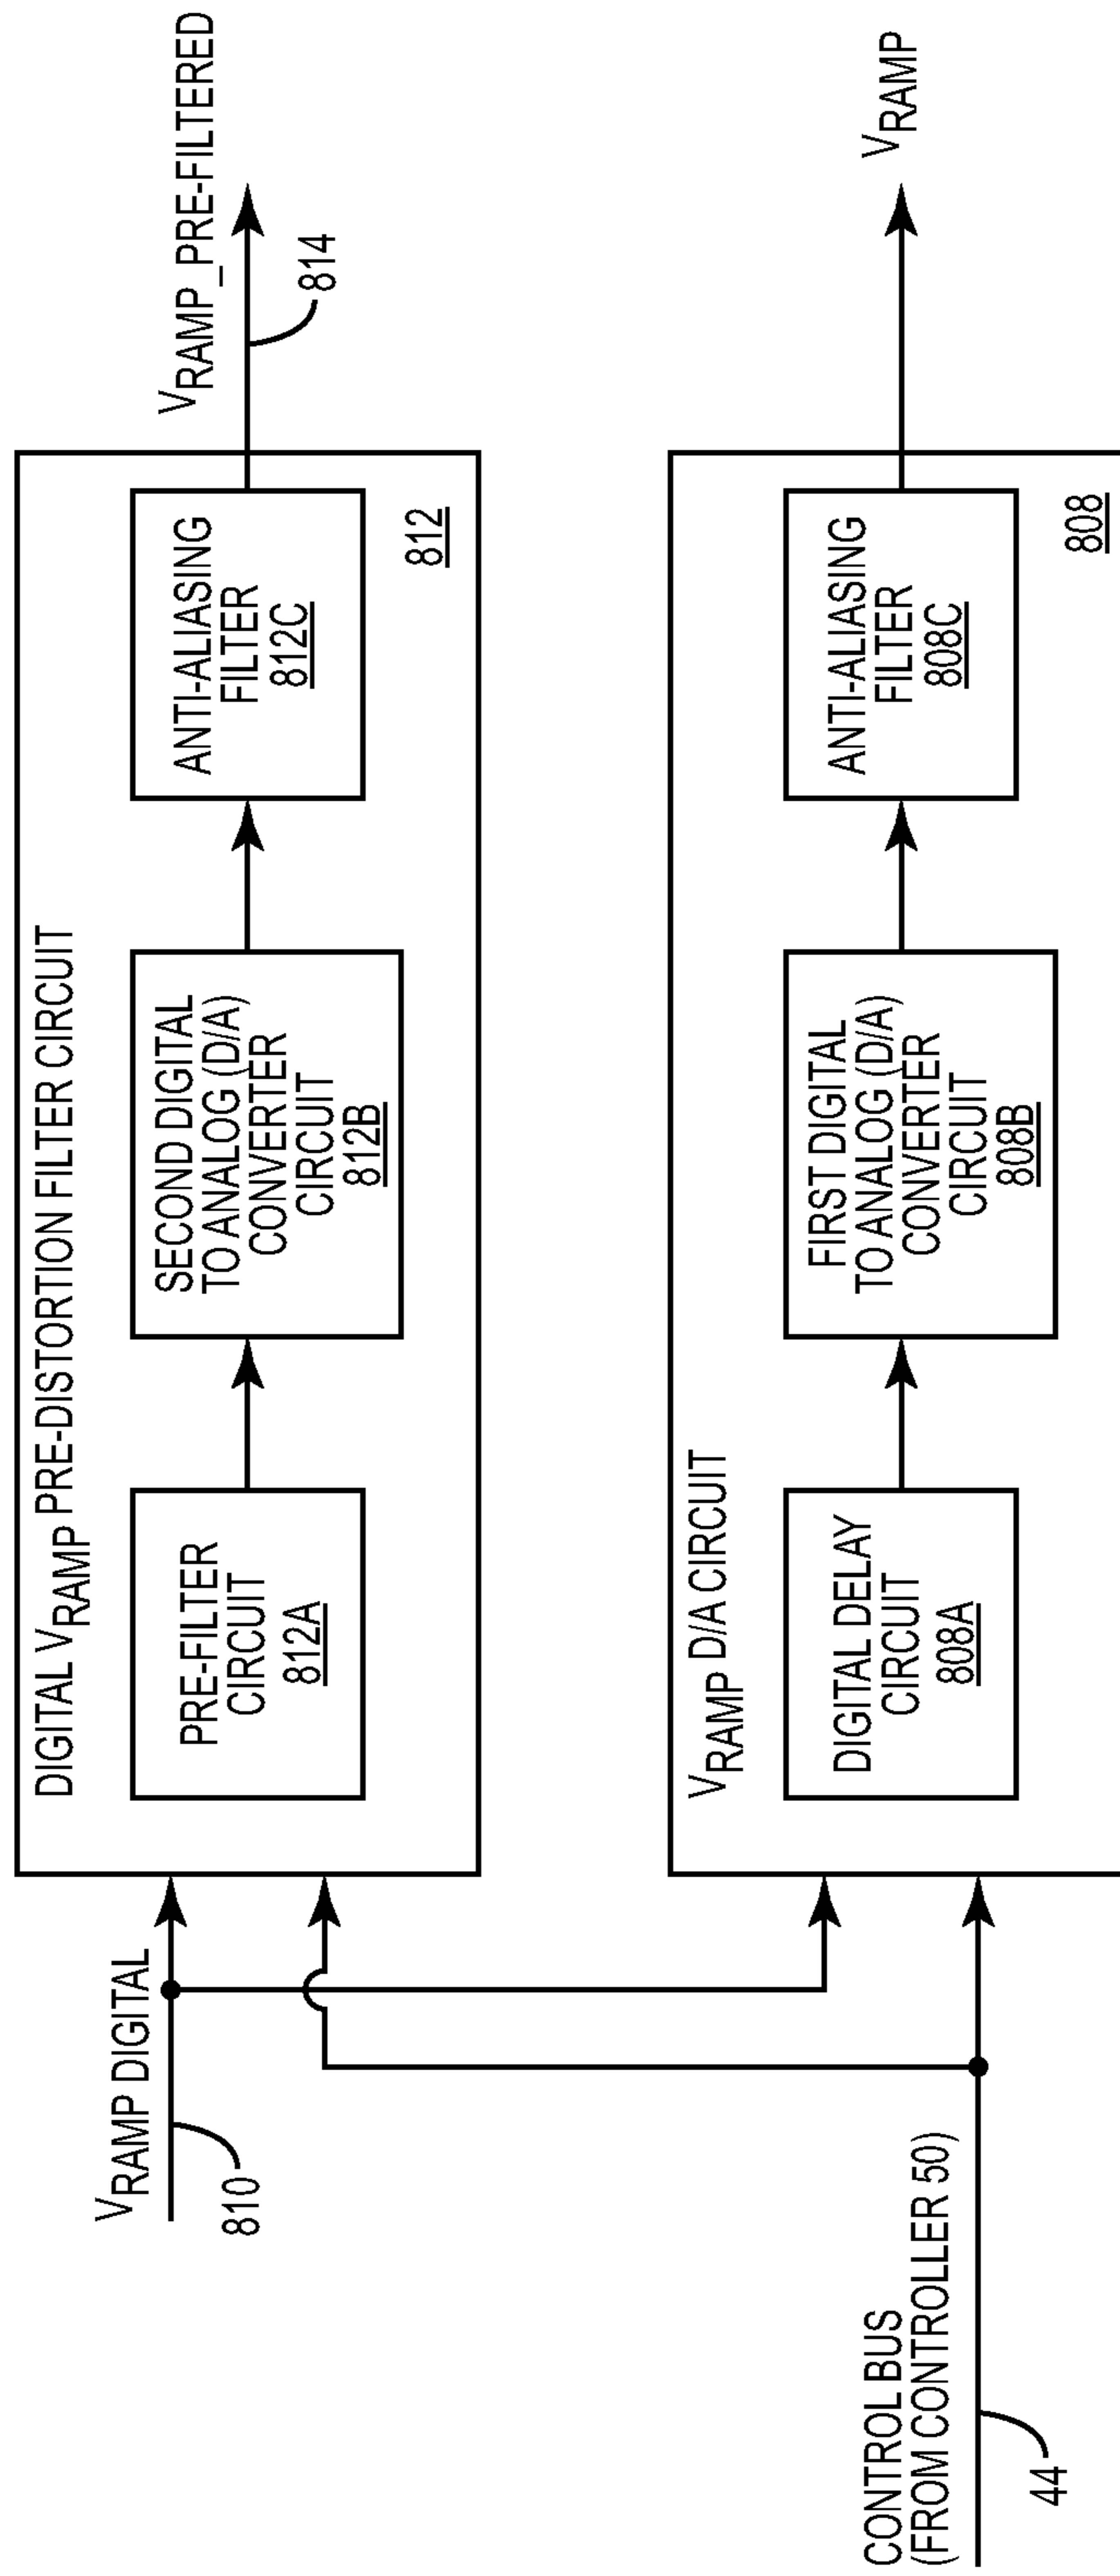 DIGITAL VRAMP PRE-DISTORTION FILTER CIRCUIT
VRAMP DIGITAL
810
PRE-FILTER
CIRCUIT
812A
SECOND DIGITAL
TO ANALOG (D/A)
CONVERTER
CIRCUIT
812B
ANTI-ALIASING
FILTER
812C
812
VRAMP_PRE-FILTERED
814
VRAMP D/A CIRCUIT
CONTROL BUS
(FROM CONTROLLER 50)
44
DIGITAL DELAY
CIRCUIT
808A
FIRST DIGITAL
TO ANALOG (D/A)
CONVERTER
CIRCUIT
808B
ANTI-ALIASING
FILTER
808C
808
VRAMP